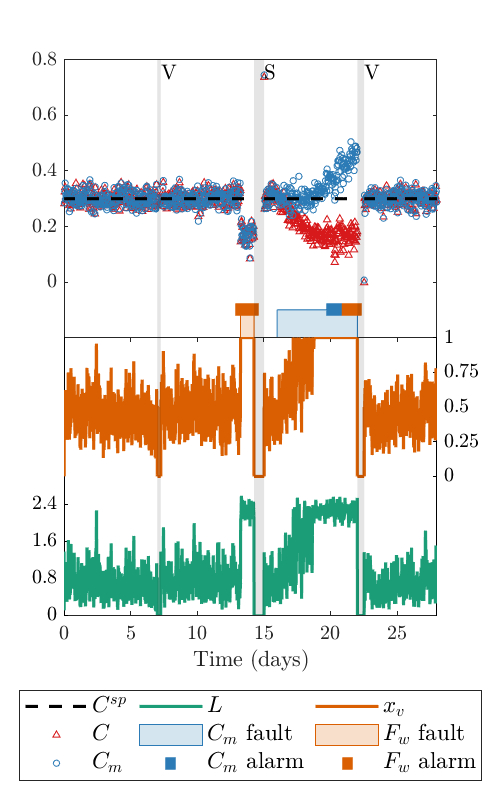 0.8
V
S
V
0.6
0.4
0.2
0
1
0.75
0.5
0.25
0
2.4
1.6
0.8
0
0 5 10 15 20 25
Time (days)
C^{sp} L x_v
C C_m fault F_w fault
C_m C_m alarm F_w alarm